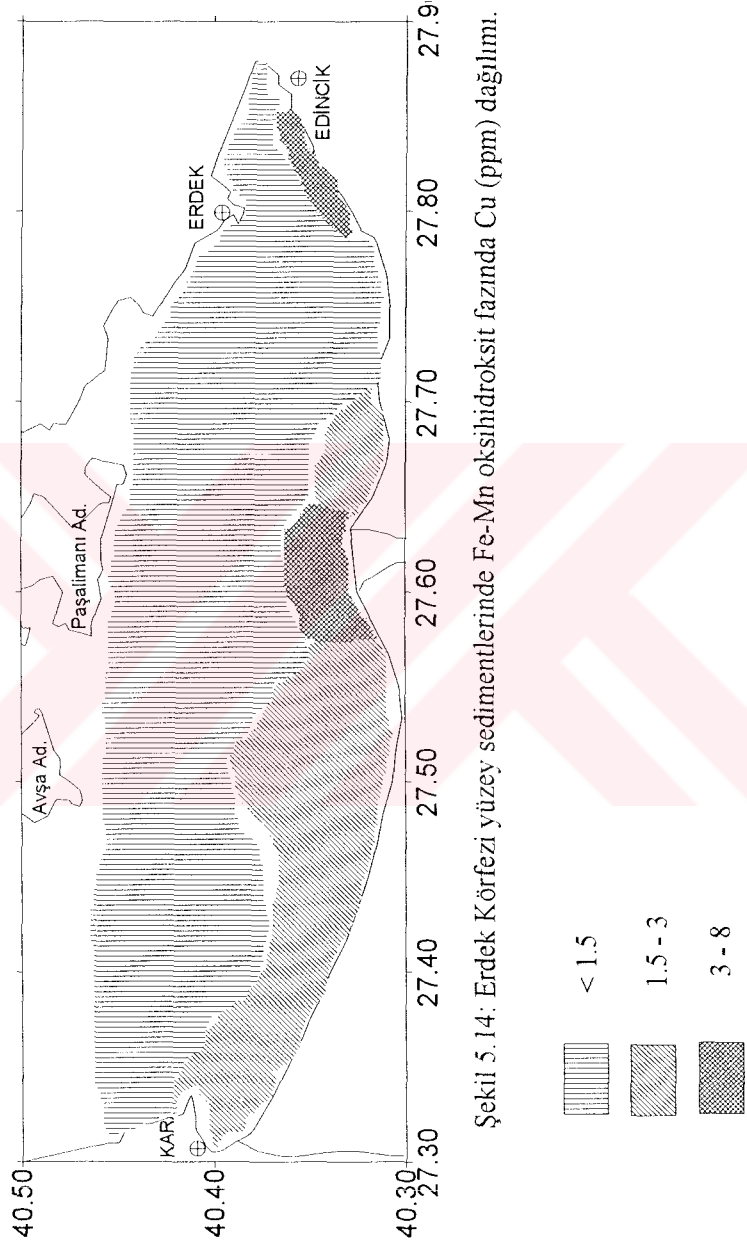 40.50
40.40
40.30
27.30
27.40
27.50
27.60
27.70
27.80
27.9
Avşa Ad.
Paşalimanı Ad.
ERDEK
EDİNCİK
KAR
Şekil 5.14: Erdek Körfezi yüzey sedimentlerinde Fe-Mn oksihidroksit fazında Cu (ppm) dağılımı.
< 1.5
1.5 - 3
3 - 8